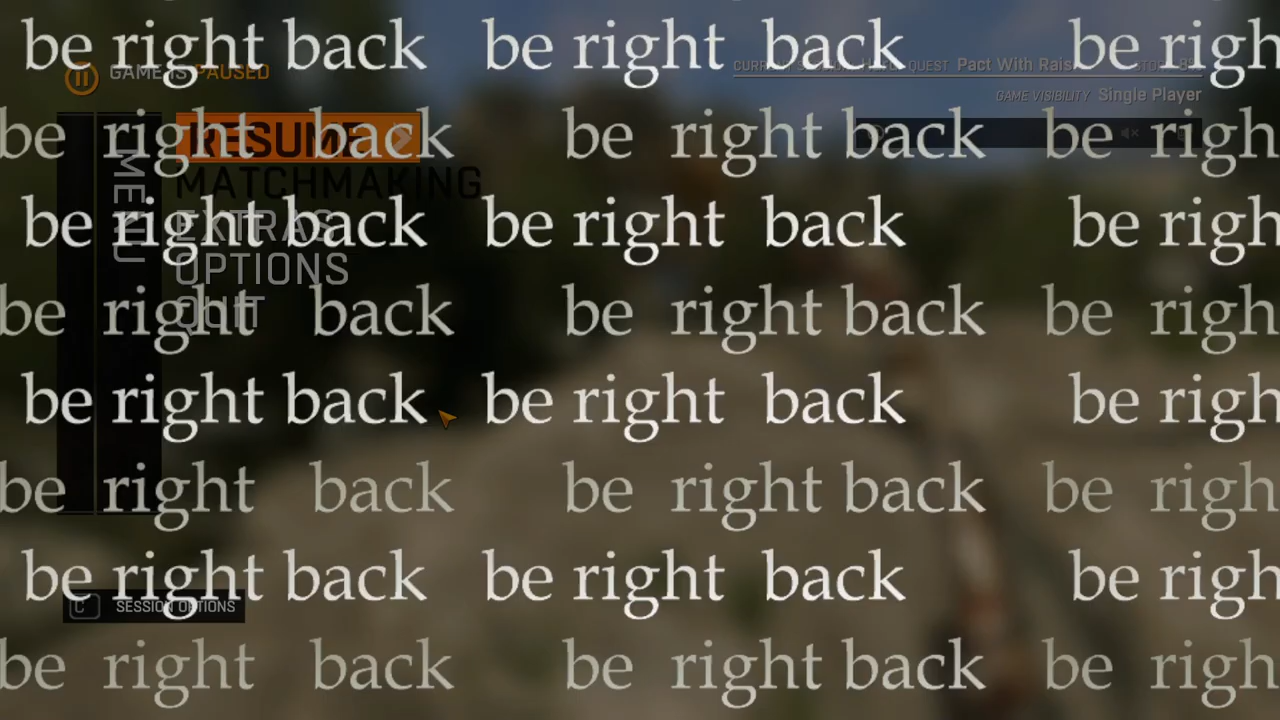 be right back be right back be righ
GAME IS PAUSED
QUEST Pact With Rais
GAME VISIBILITY Single Player
be right back be right back be righ
RESUME
MATCHMAKING
MENU
be right back be right back be righ
EXTRAS
OPTIONS
be right back be right back be righ
QUIT
be right back be right back be righ
be right back be right back be righ
be right back be right back be righ
C SESSION OPTIONS
be right back be right back be righ